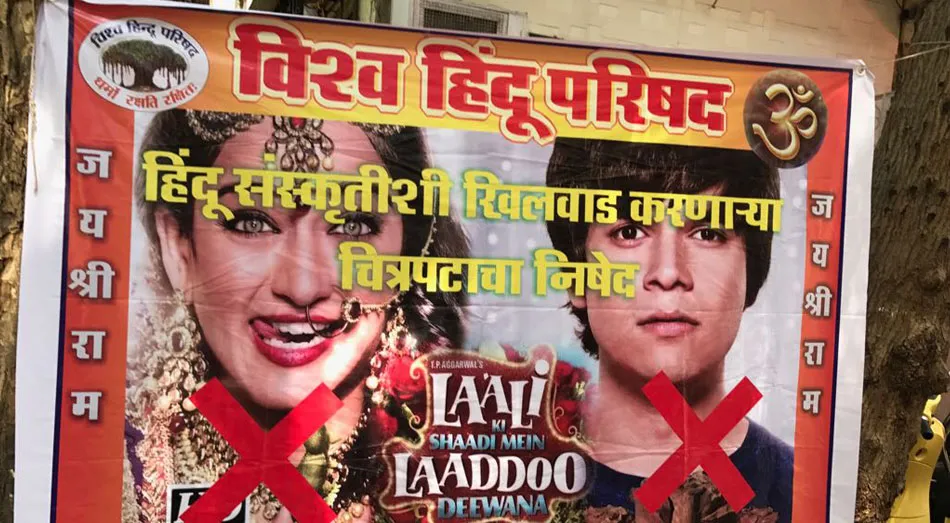 विश्व हिन्दू परिषद
धर्मो रक्षति रक्षितः
विश्व हिंदू परिषद
ॐ
हिंदू संस्कृतीशी खिलवाड करणाऱ्या
चित्रपटाचा निषेद
ज
य
श्री
रा
म
ज
य
श्री
रा
म
T.P. AGGARWAL'S
LAALI
KI
SHAADI MEIN
LAADDOO
DEEWANA